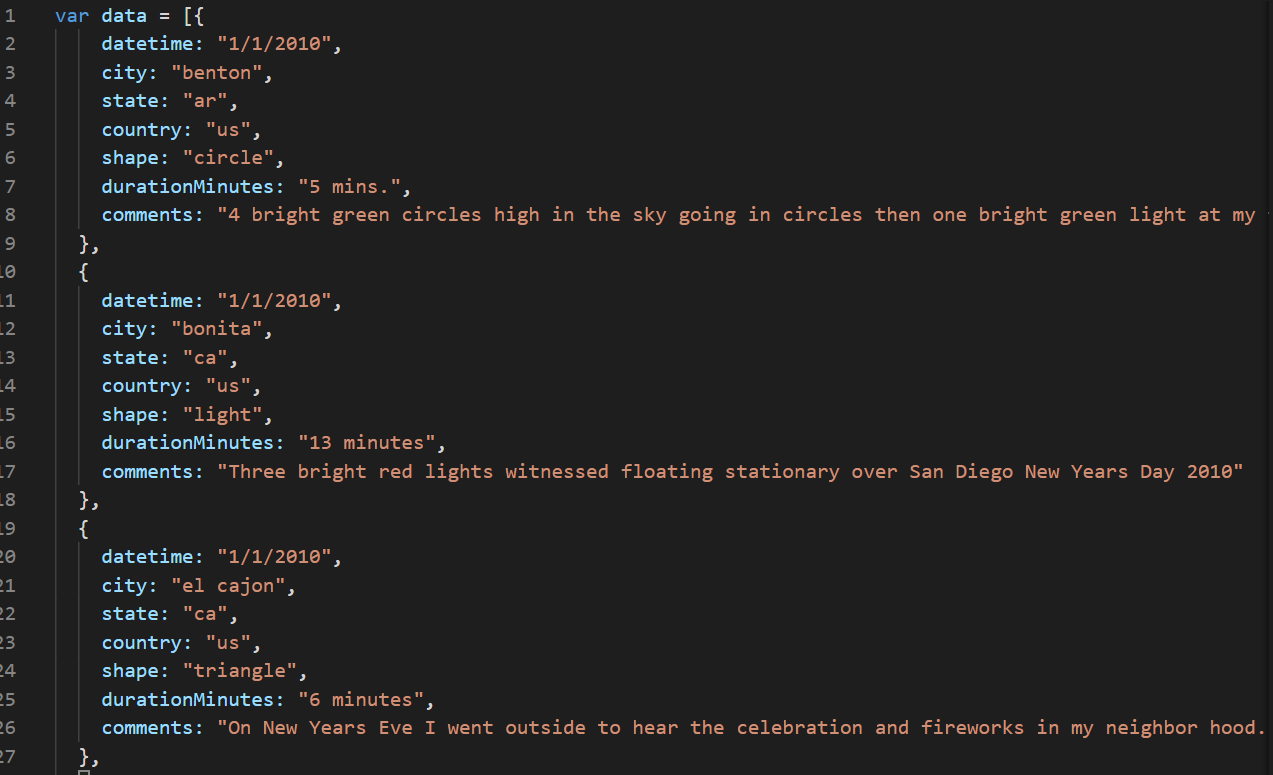 1 var data = [{
2 datetime: "1/1/2010",
3 city: "benton",
4 state: "ar",
5 country: "us",
6 shape: "circle",
7 durationMinutes: "5 mins.",
8 comments: "4 bright green circles high in the sky going in circles then one bright green light at my
9 },
10 {
11 datetime: "1/1/2010",
12 city: "bonita",
13 state: "ca",
14 country: "us",
15 shape: "light",
16 durationMinutes: "13 minutes",
17 comments: "Three bright red lights witnessed floating stationary over San Diego New Years Day 2010"
18 },
19 {
20 datetime: "1/1/2010",
21 city: "el cajon",
22 state: "ca",
23 country: "us",
24 shape: "triangle",
25 durationMinutes: "6 minutes",
26 comments: "On New Years Eve I went outside to hear the celebration and fireworks in my neighbor hood.
27 },